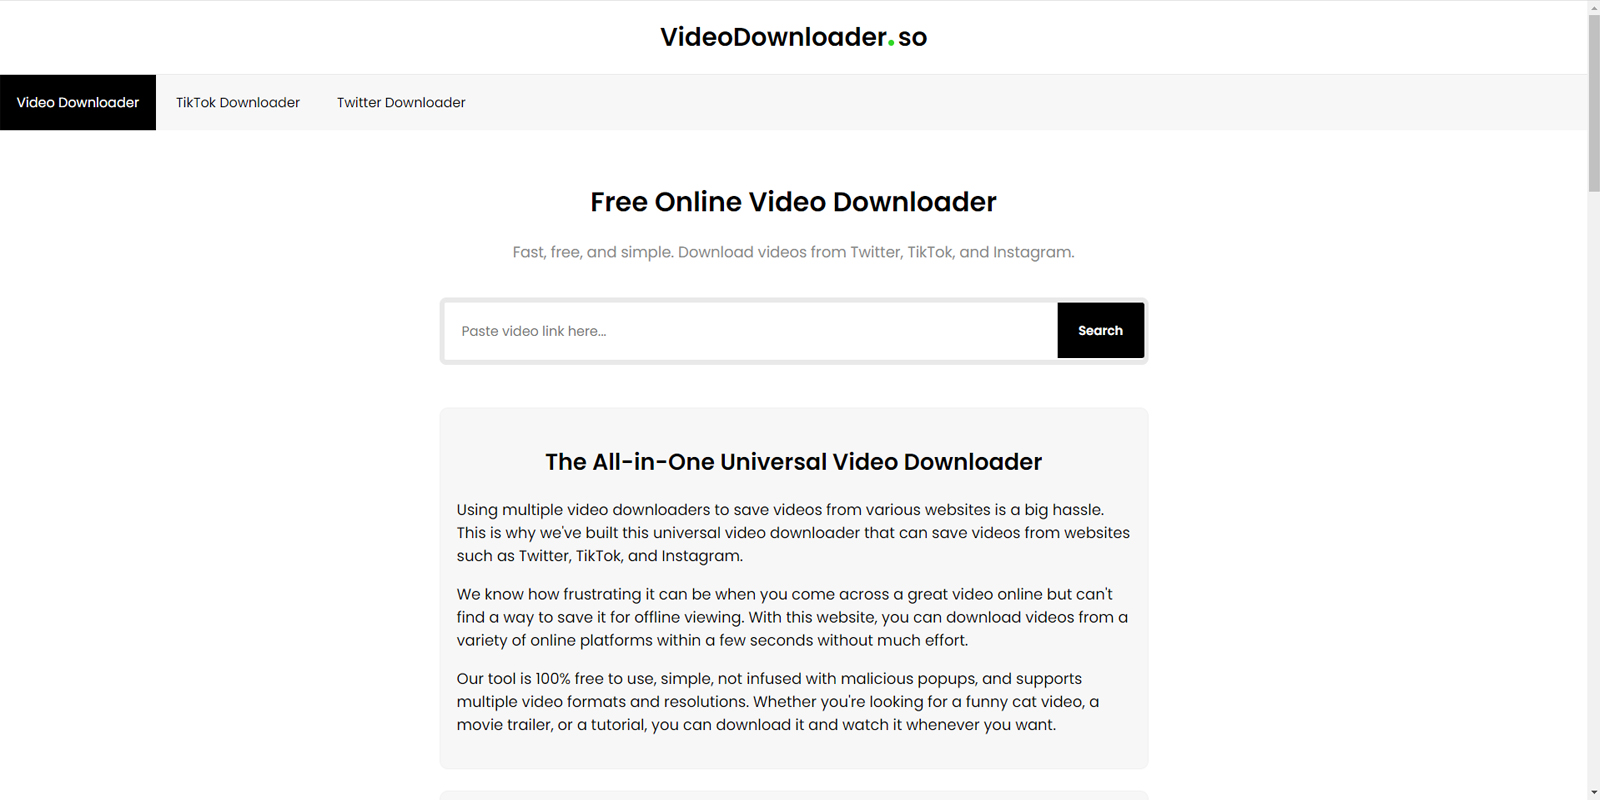 VideoDownloader.so
Video Downloader
TikTok Downloader
Twitter Downloader
Free Online Video Downloader
Fast, free, and simple. Download videos from Twitter, TikTok, and Instagram.
Paste video link here...
Search
The All-in-One Universal Video Downloader
Using multiple video downloaders to save videos from various websites is a big hassle.
This is why we've built this universal video downloader that can save videos from websites
such as Twitter, TikTok, and Instagram.
We know how frustrating it can be when you come across a great video online but can't
find a way to save it for offline viewing. With this website, you can download videos from a
variety of online platforms within a few seconds without much effort.
Our tool is 100% free to use, simple, not infused with malicious popups, and supports
multiple video formats and resolutions. Whether you're looking for a funny cat video, a
movie trailer, or a tutorial, you can download it and watch it whenever you want.